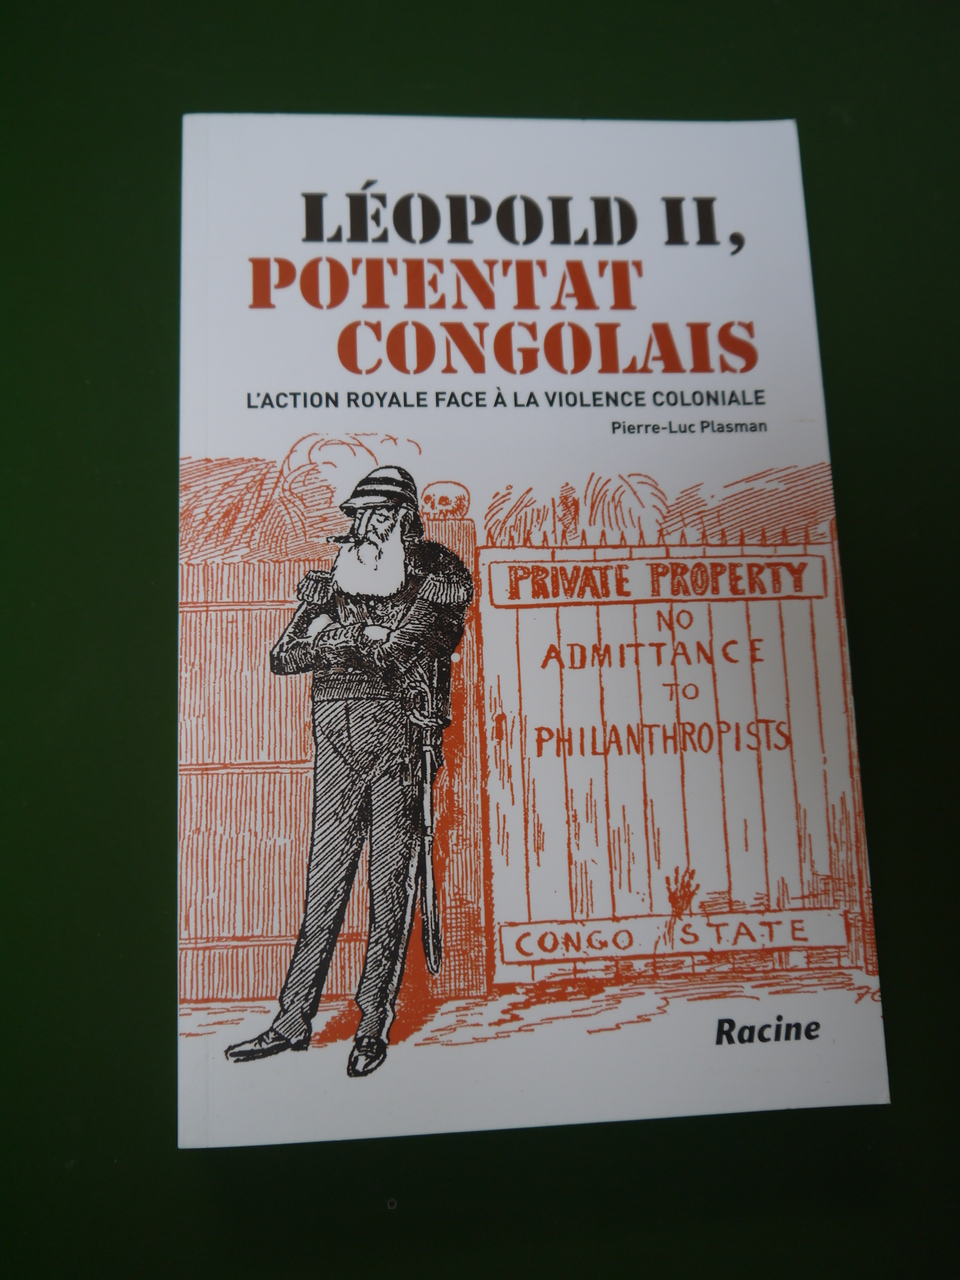 LÉOPOLD II,
POTENTAT
CONGOLAIS
L'ACTION ROYALE FACE À LA VIOLENCE COLONIALE
Pierre-Luc Plasman
PRIVATE PROPERTY
NO
ADMITTANCE
TO
PHILANTHROPISTS
CONGO STATE
Racine